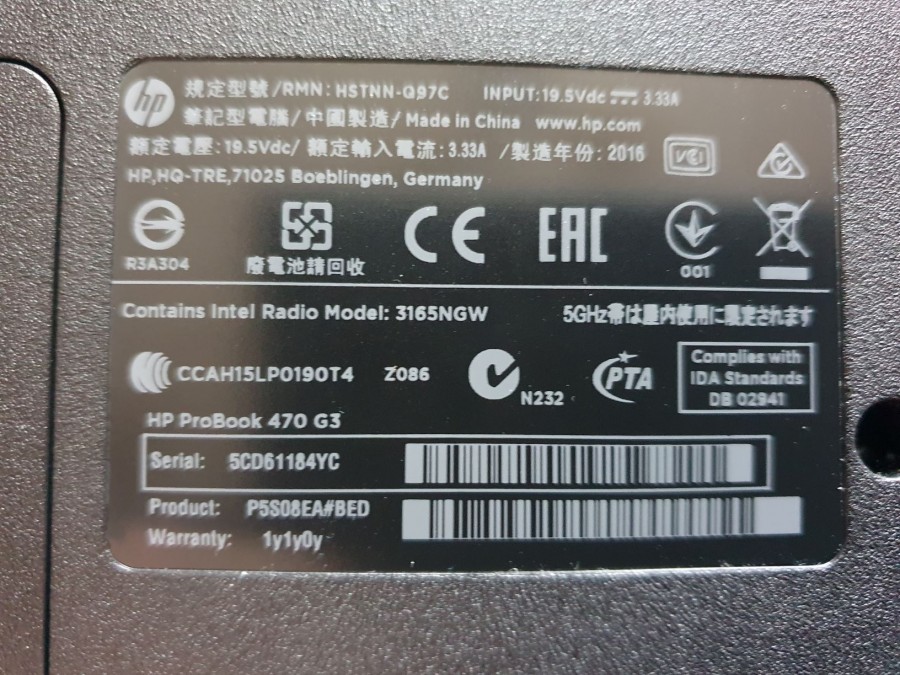 hp 規定型號/RMN: HSTNN-Q97C INPUT:19.5Vdc 3.33A
筆記型電腦/中國製造/Made in China www.hp.com
額定電壓:19.5Vdc/ 額定輸入電流:3.33A /製造年份:2016
VCI
HP,HQ-TRE,71025 Boeblingen, Germany
CE EAC
R3A304 廢電池請回收 001
Contains Intel Radio Model: 3165NGW 5GHz帯は屋内使用に限定されます
CCAH15LP0190T4 Z086 N232 PTA
Complies with
IDA Standards
DB 02941
HP ProBook 470 G3
Serial: 5CD61184YC
Product: P5S08EA#BED
Warranty: 1y1y0y